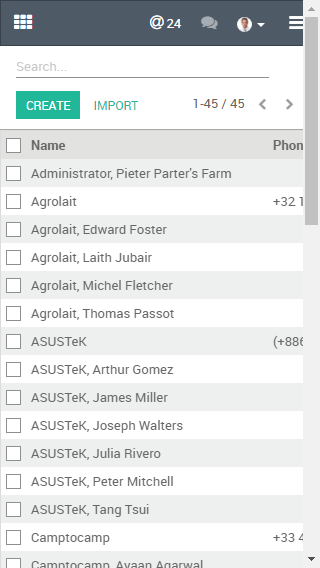 @ 24
Search...
CREATE IMPORT 1-45 / 45
Name Phon
Administrator, Pieter Parter's Farm
Agrolait +32 1
Agrolait, Edward Foster
Agrolait, Laith Jubair
Agrolait, Michel Fletcher
Agrolait, Thomas Passot
ASUSTeK (+886
ASUSTeK, Arthur Gomez
ASUSTeK, James Miller
ASUSTeK, Joseph Walters
ASUSTeK, Julia Rivero
ASUSTeK, Peter Mitchell
ASUSTeK, Tang Tsui
Camptocamp +33 4
Camptocamp, Ayaan Agarwal